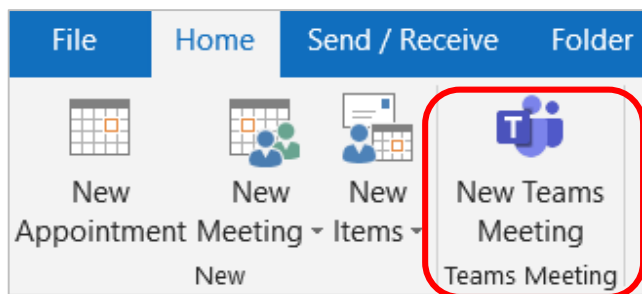 File Home Send / Receive Folder
New Appointment
New Meeting
New Items
New Teams Meeting
New
Teams Meeting